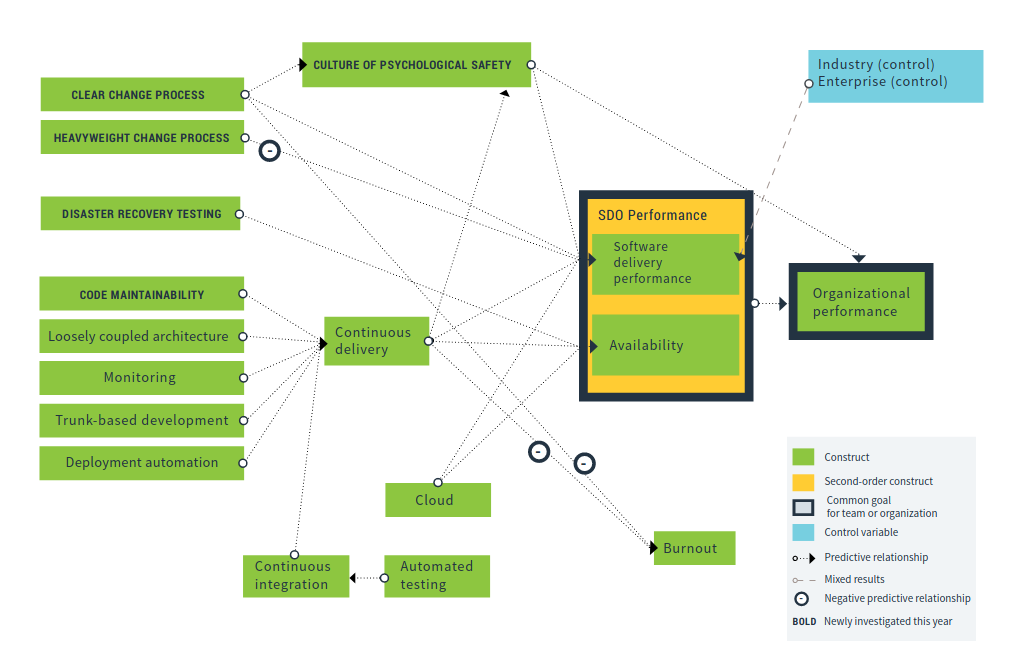 CULTURE OF PSYCHOLOGICAL SAFETY
Industry (control)
Enterprise (control)
CLEAR CHANGE PROCESS
HEAVYWEIGHT CHANGE PROCESS
-
DISASTER RECOVERY TESTING
SDO Performance
Software
delivery
performance
CODE MAINTAINABILITY
Loosely coupled architecture
Monitoring
Trunk-based development
Deployment automation
Continuous
delivery
Availability
Organizational
performance
-
-
Cloud
Burnout
Continuous
integration
Automated
testing
Construct
Second-order construct
Common goal
for team or organization
Control variable
Predictive relationship
Mixed results
- Negative predictive relationship
BOLD Newly investigated this year